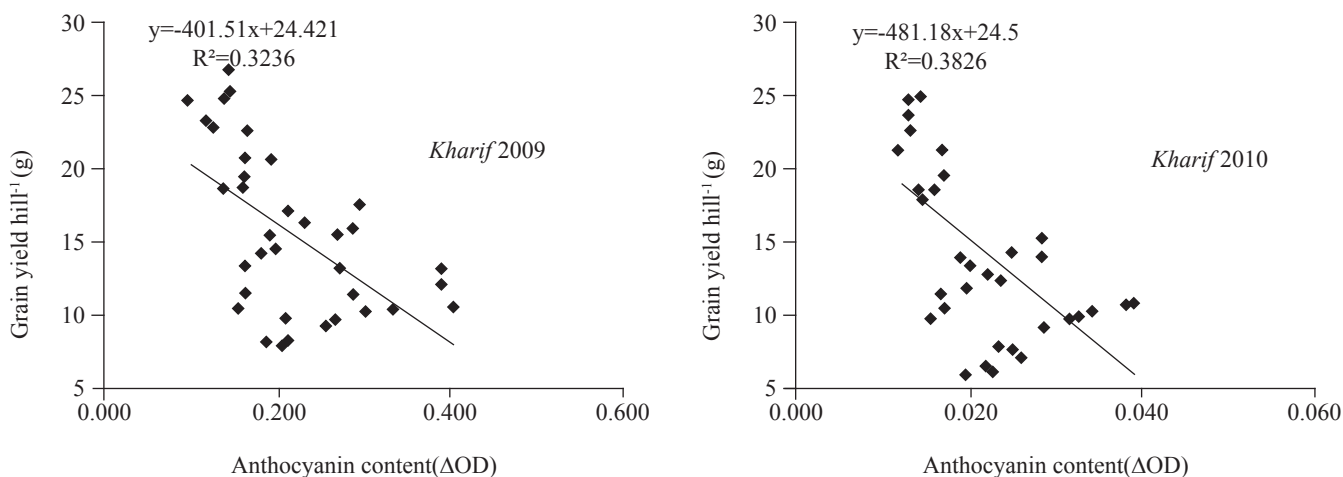 y=-401.51x+24.421
R²=0.3236
Kharif 2009
Grain yield hill⁻¹(g)
30
25
20
15
10
5
0.000
0.200
0.400
0.600
Anthocyanin content(ΔOD)
y=-481.18x+24.5
R²=0.3826
Kharif 2010
Grain yield hill⁻¹(g)
30
25
20
15
10
5
0.000
0.020
0.040
0.060
Anthocyanin content(ΔOD)